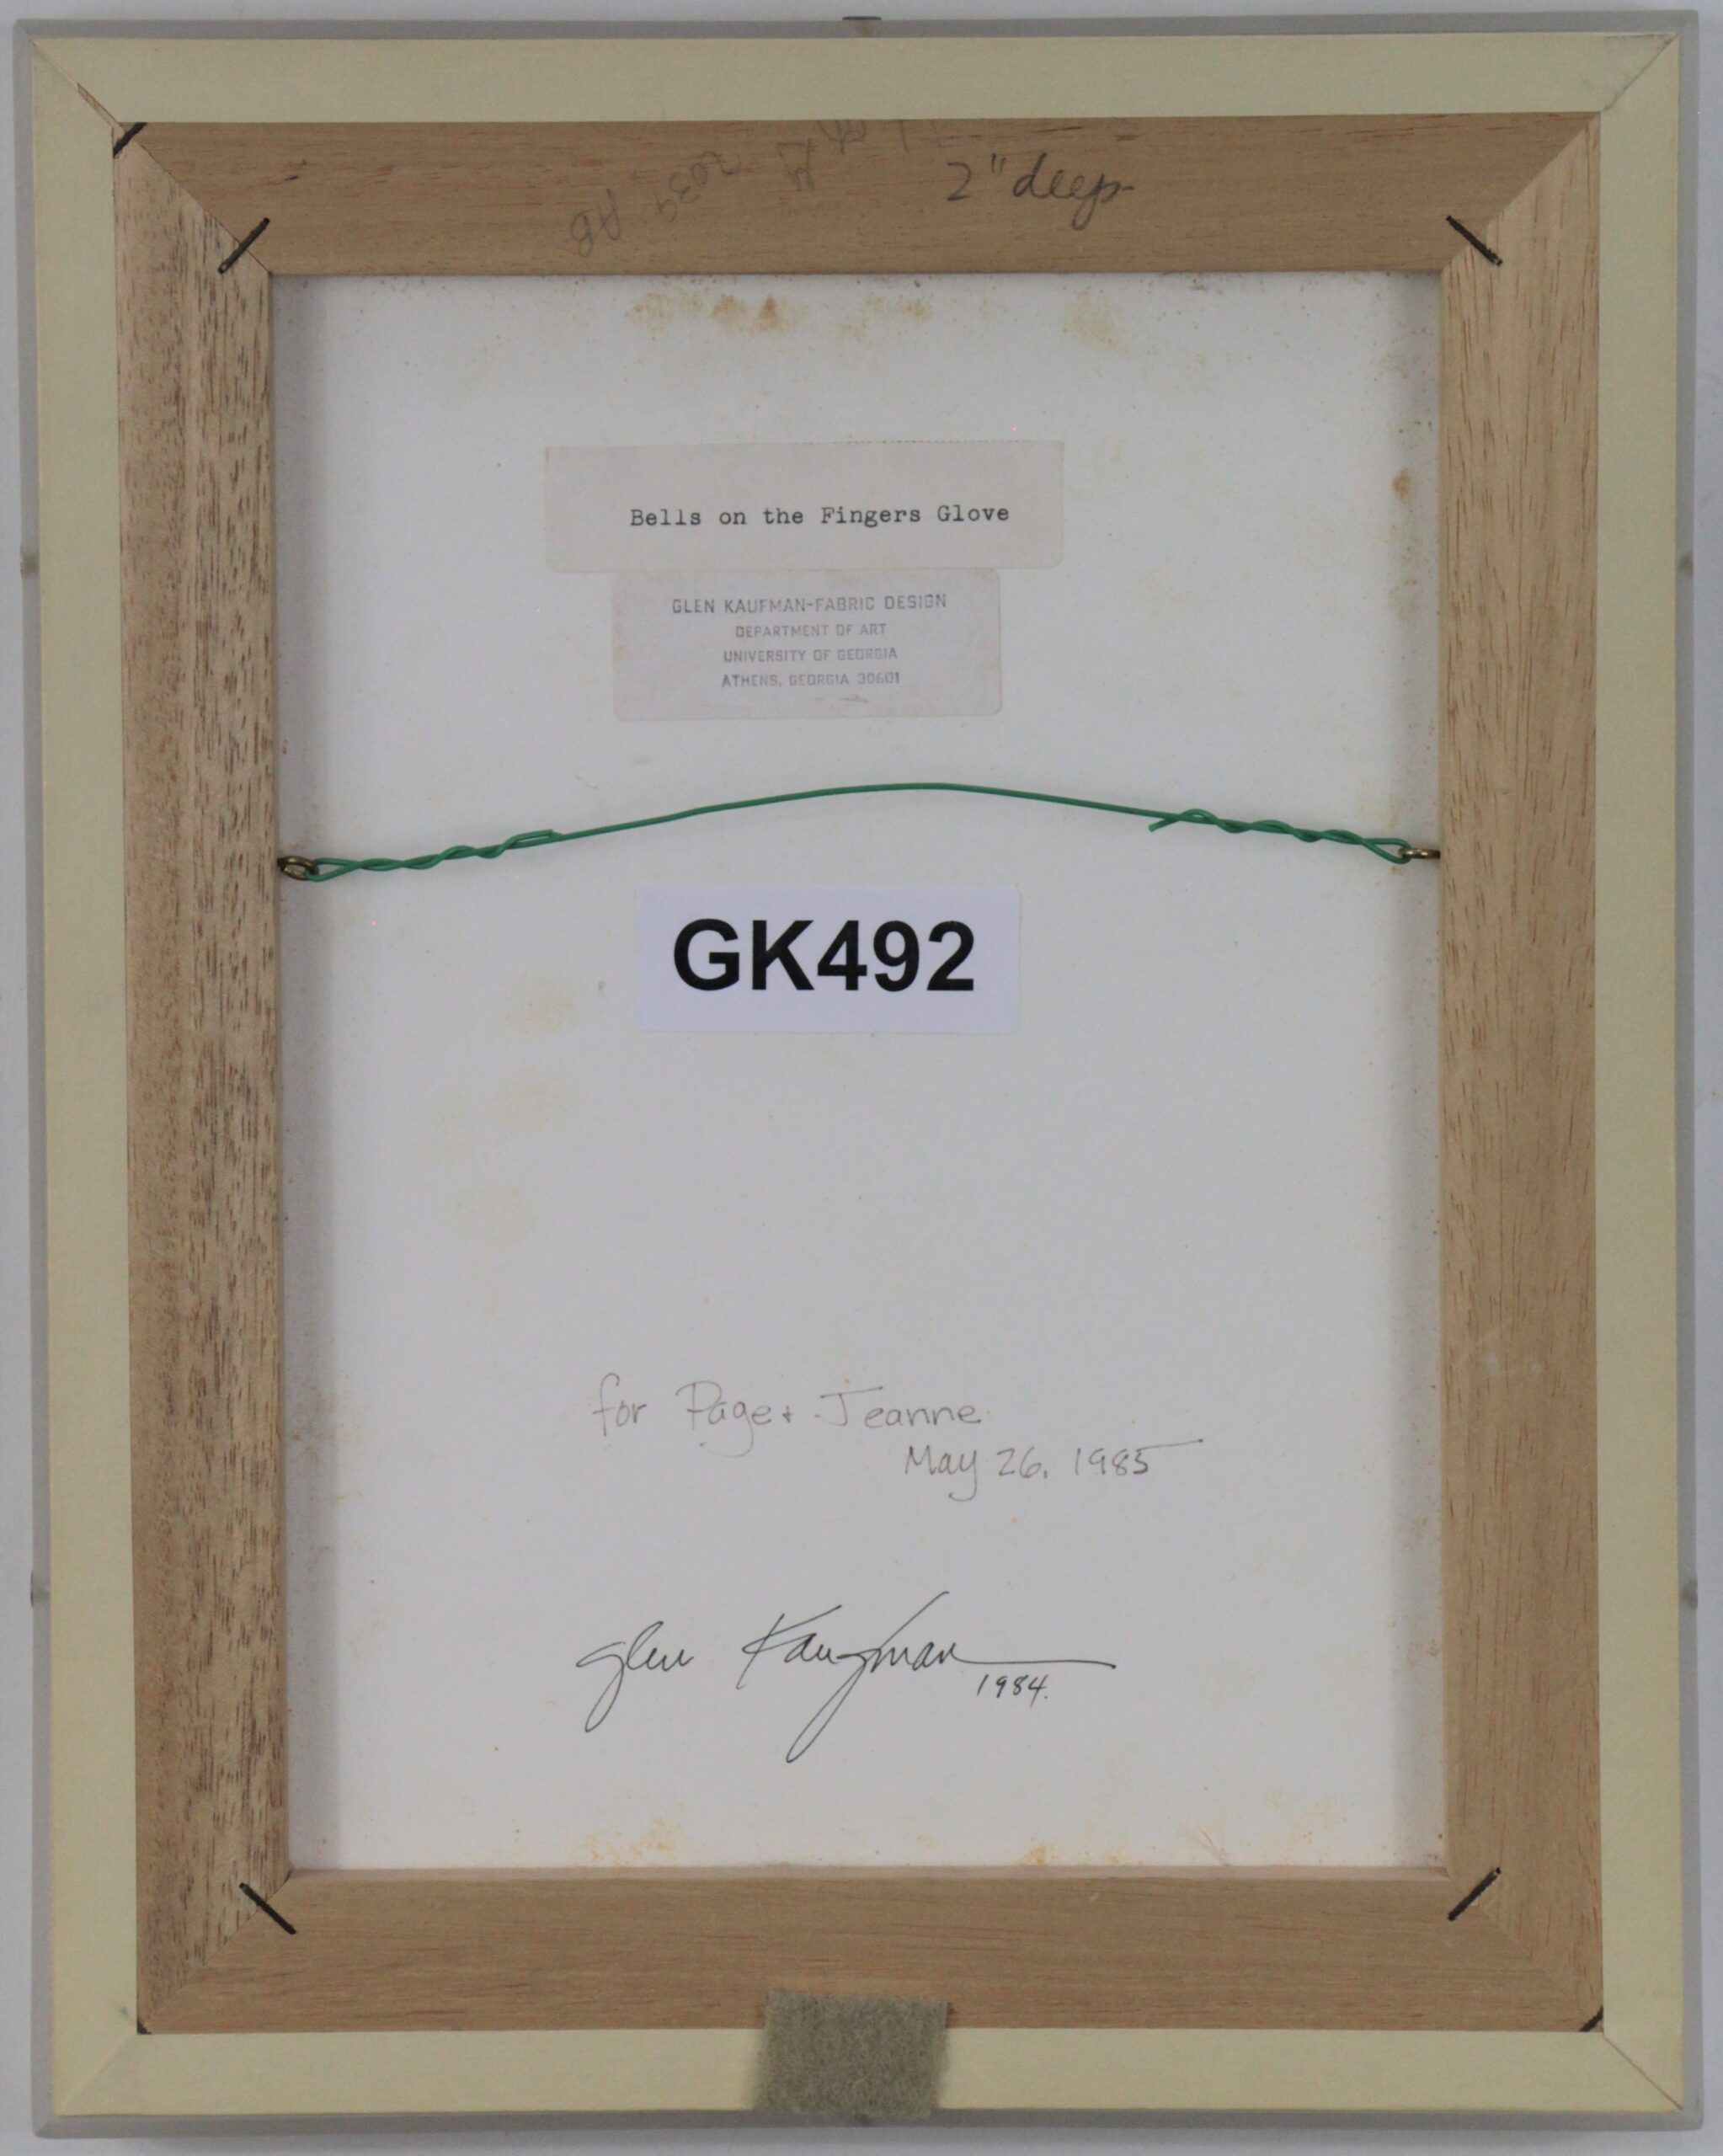 2" deep
Bells on the Fingers Glove
GLEN KAUFMAN-FABRIC DESIGN
DEPARTMENT OF ART
UNIVERSITY OF GEORGIA
ATHENS, GEORGIA 30601
GK492
for Page + Jeanne
May 26, 1985
Glen Kaufman
1984.